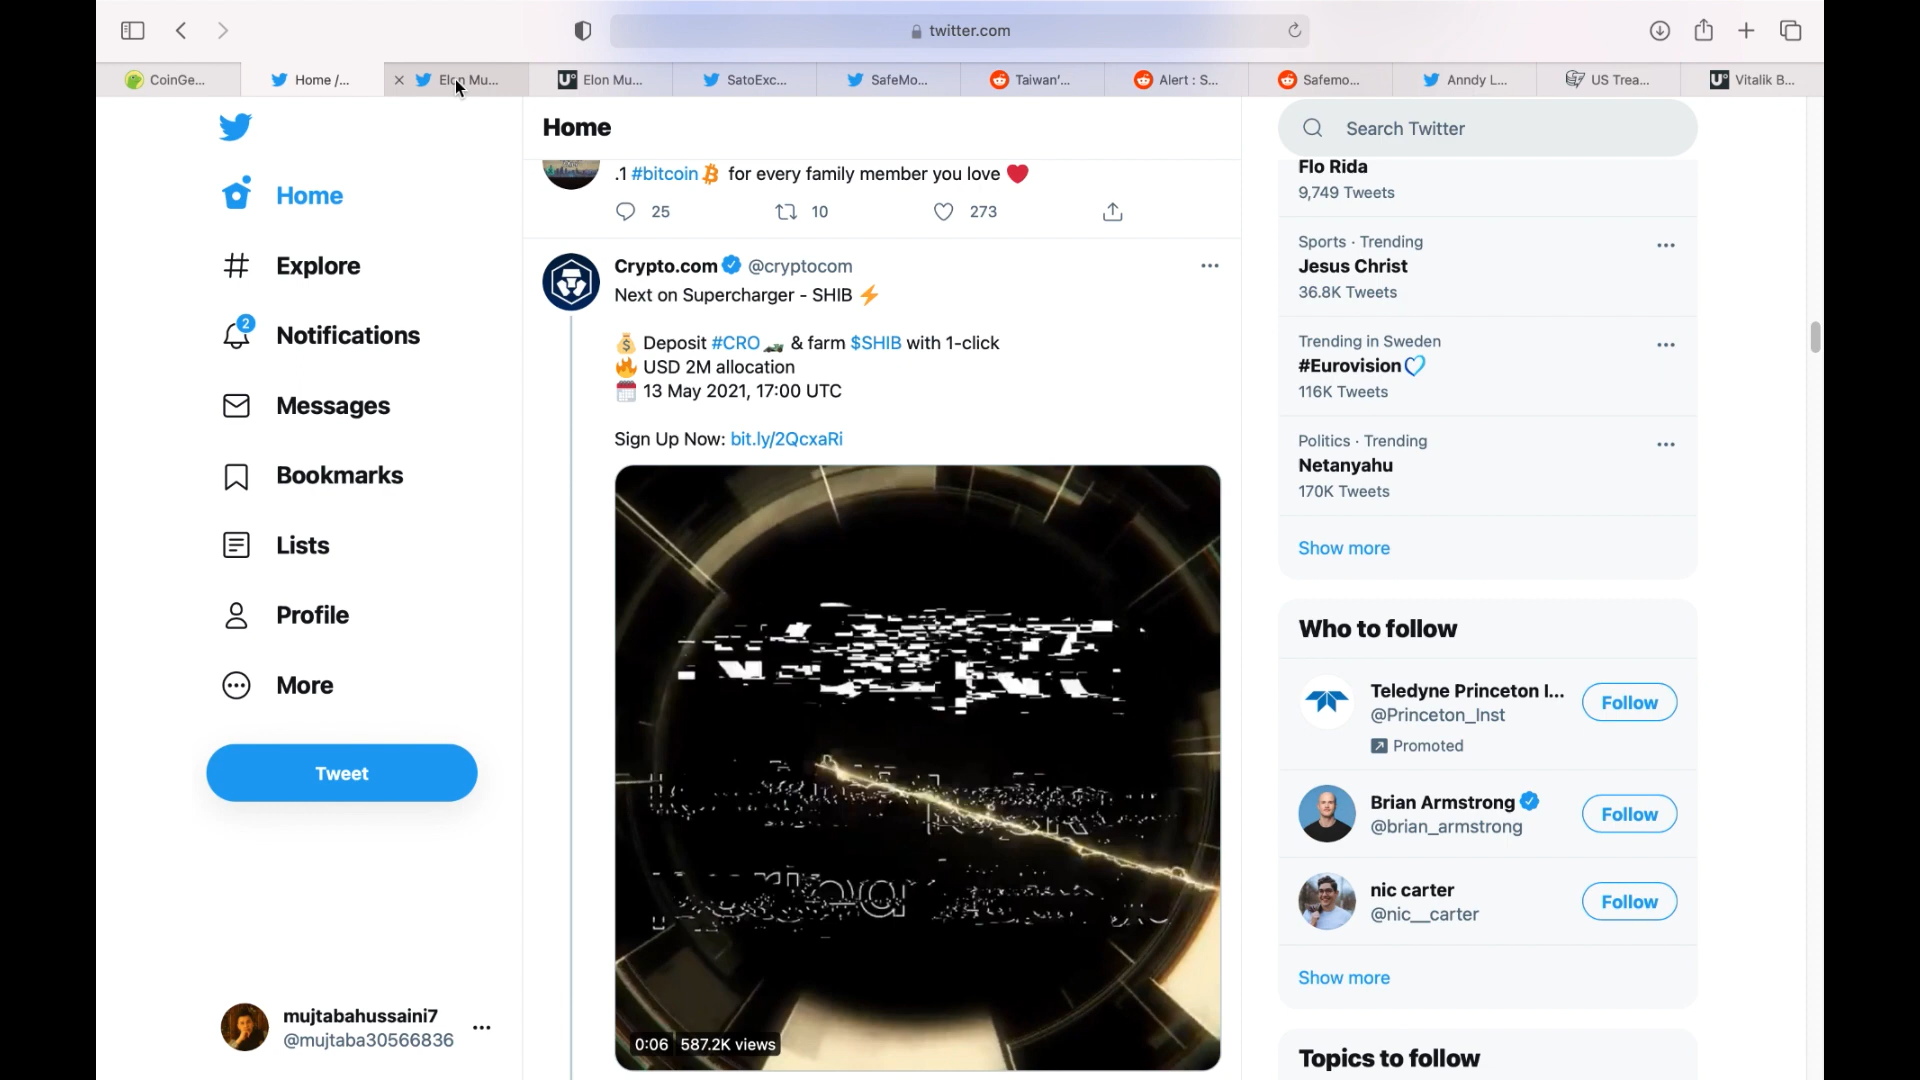 twitter.com
CoinGe...
Home /...
Elon Mu...
U°
Elon Mu...
SatoExc...
SafeMo...
Taiwan'...
Alert : S...
Safemo...
Anndy L...
US Trea...
U°
Vitalik B...
Home
Explore
2
Notifications
Messages
Bookmarks
Lists
Profile
More
Tweet
mujtabahussaini7
@mujtaba30566836
Home
.1 #bitcoin for every family member you love ❤️
25
10
273
Crypto.com @cryptocom
Next on Supercharger - SHIB ⚡
💰 Deposit #CRO & farm $SHIB with 1-click
🔥 USD 2M allocation
🗓️ 13 May 2021, 17:00 UTC
Sign Up Now: bit.ly/2QcxaRi
0:06 587.2K views
Search Twitter
Flo Rida
9,749 Tweets
Sports · Trending
Jesus Christ
36.8K Tweets
Trending in Sweden
#Eurovision
116K Tweets
Politics · Trending
Netanyahu
170K Tweets
Show more
Who to follow
Teledyne Princeton I...
@Princeton_Inst
Promoted
Follow
Brian Armstrong
@brian_armstrong
Follow
nic carter
@nic__carter
Follow
Show more
Topics to follow